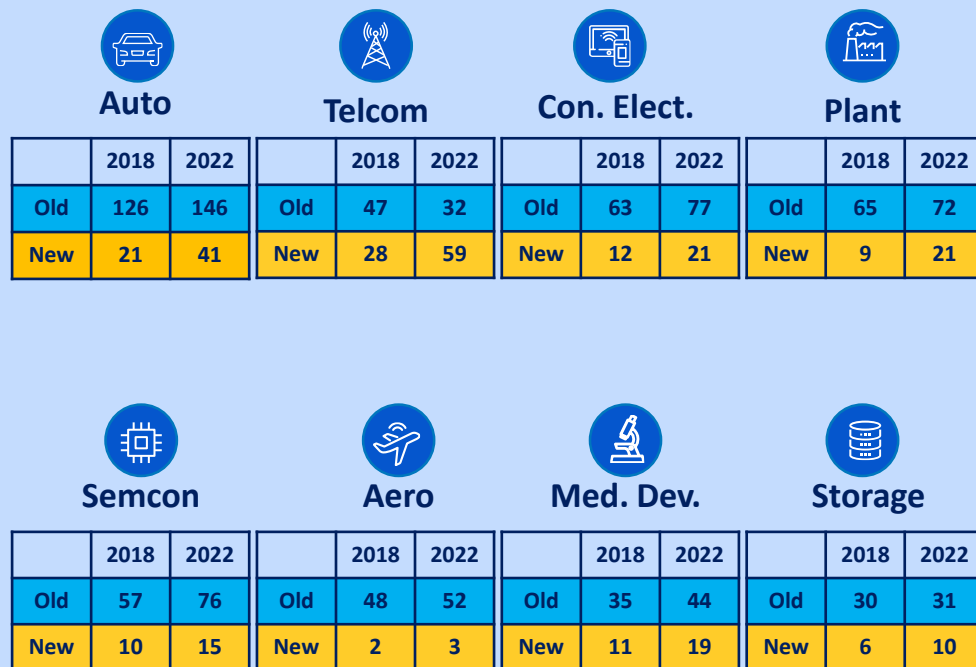 Auto Telcom Con. Elect. Plant
2018 2022 2018 2022 2018 2022 2018 2022
Old 126 146 Old 47 32 Old 63 77 Old 65 72
New 21 41 New 28 59 New 12 21 New 9 21
Semcon Aero Med. Dev. Storage
2018 2022 2018 2022 2018 2022 2018 2022
Old 57 76 Old 48 52 Old 35 44 Old 30 31
New 10 15 New 2 3 New 11 19 New 6 10